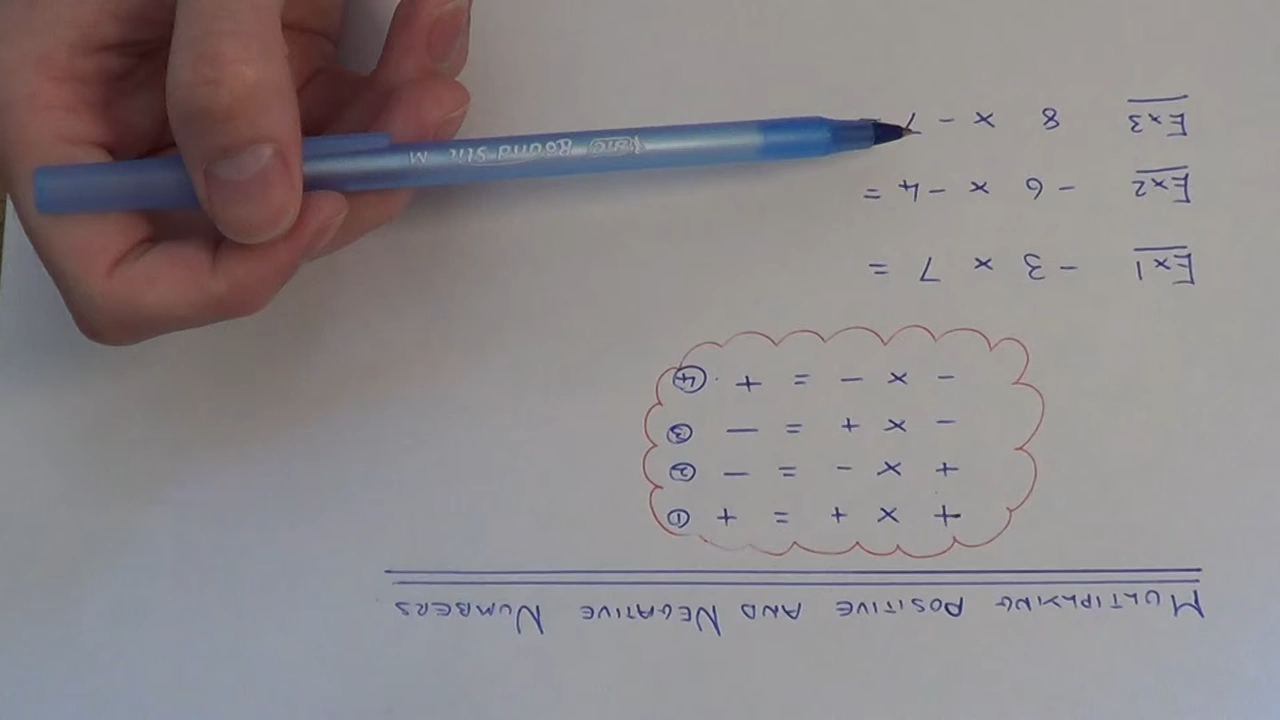 MULTIPLYING POSITIVE AND NEGATIVE NUMBERS
+ x + = + ①
+ x - = - ②
- x + = - ③
- x - = + ④
Ex1 -3 x 7 =
Ex2 -6 x -4 =
Ex3 8 x -7
Round Stic M